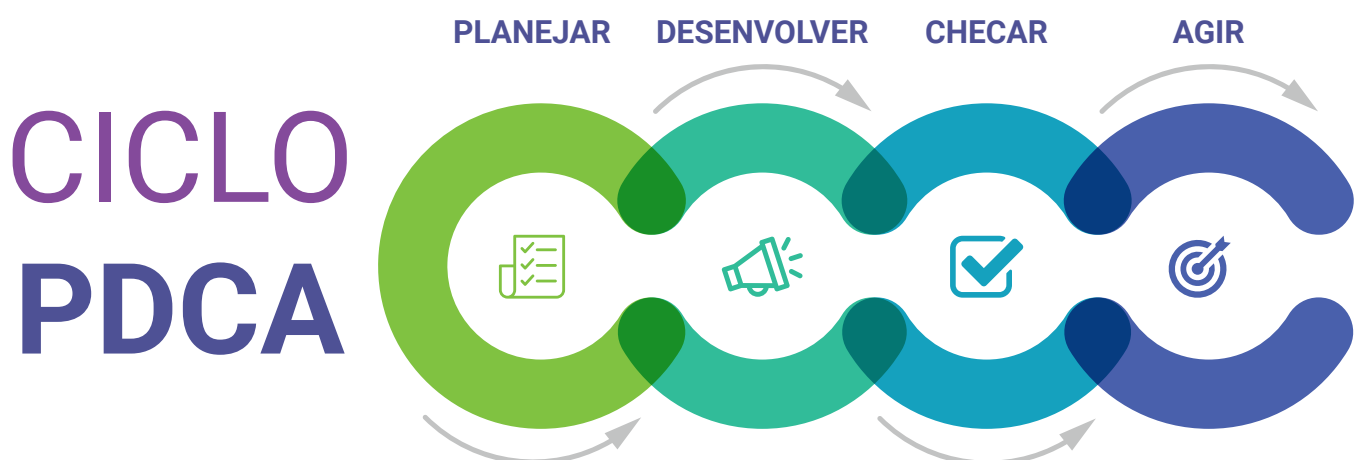 CICLO
PDCA
PLANEJAR
DESENVOLVER
CHECAR
AGIR